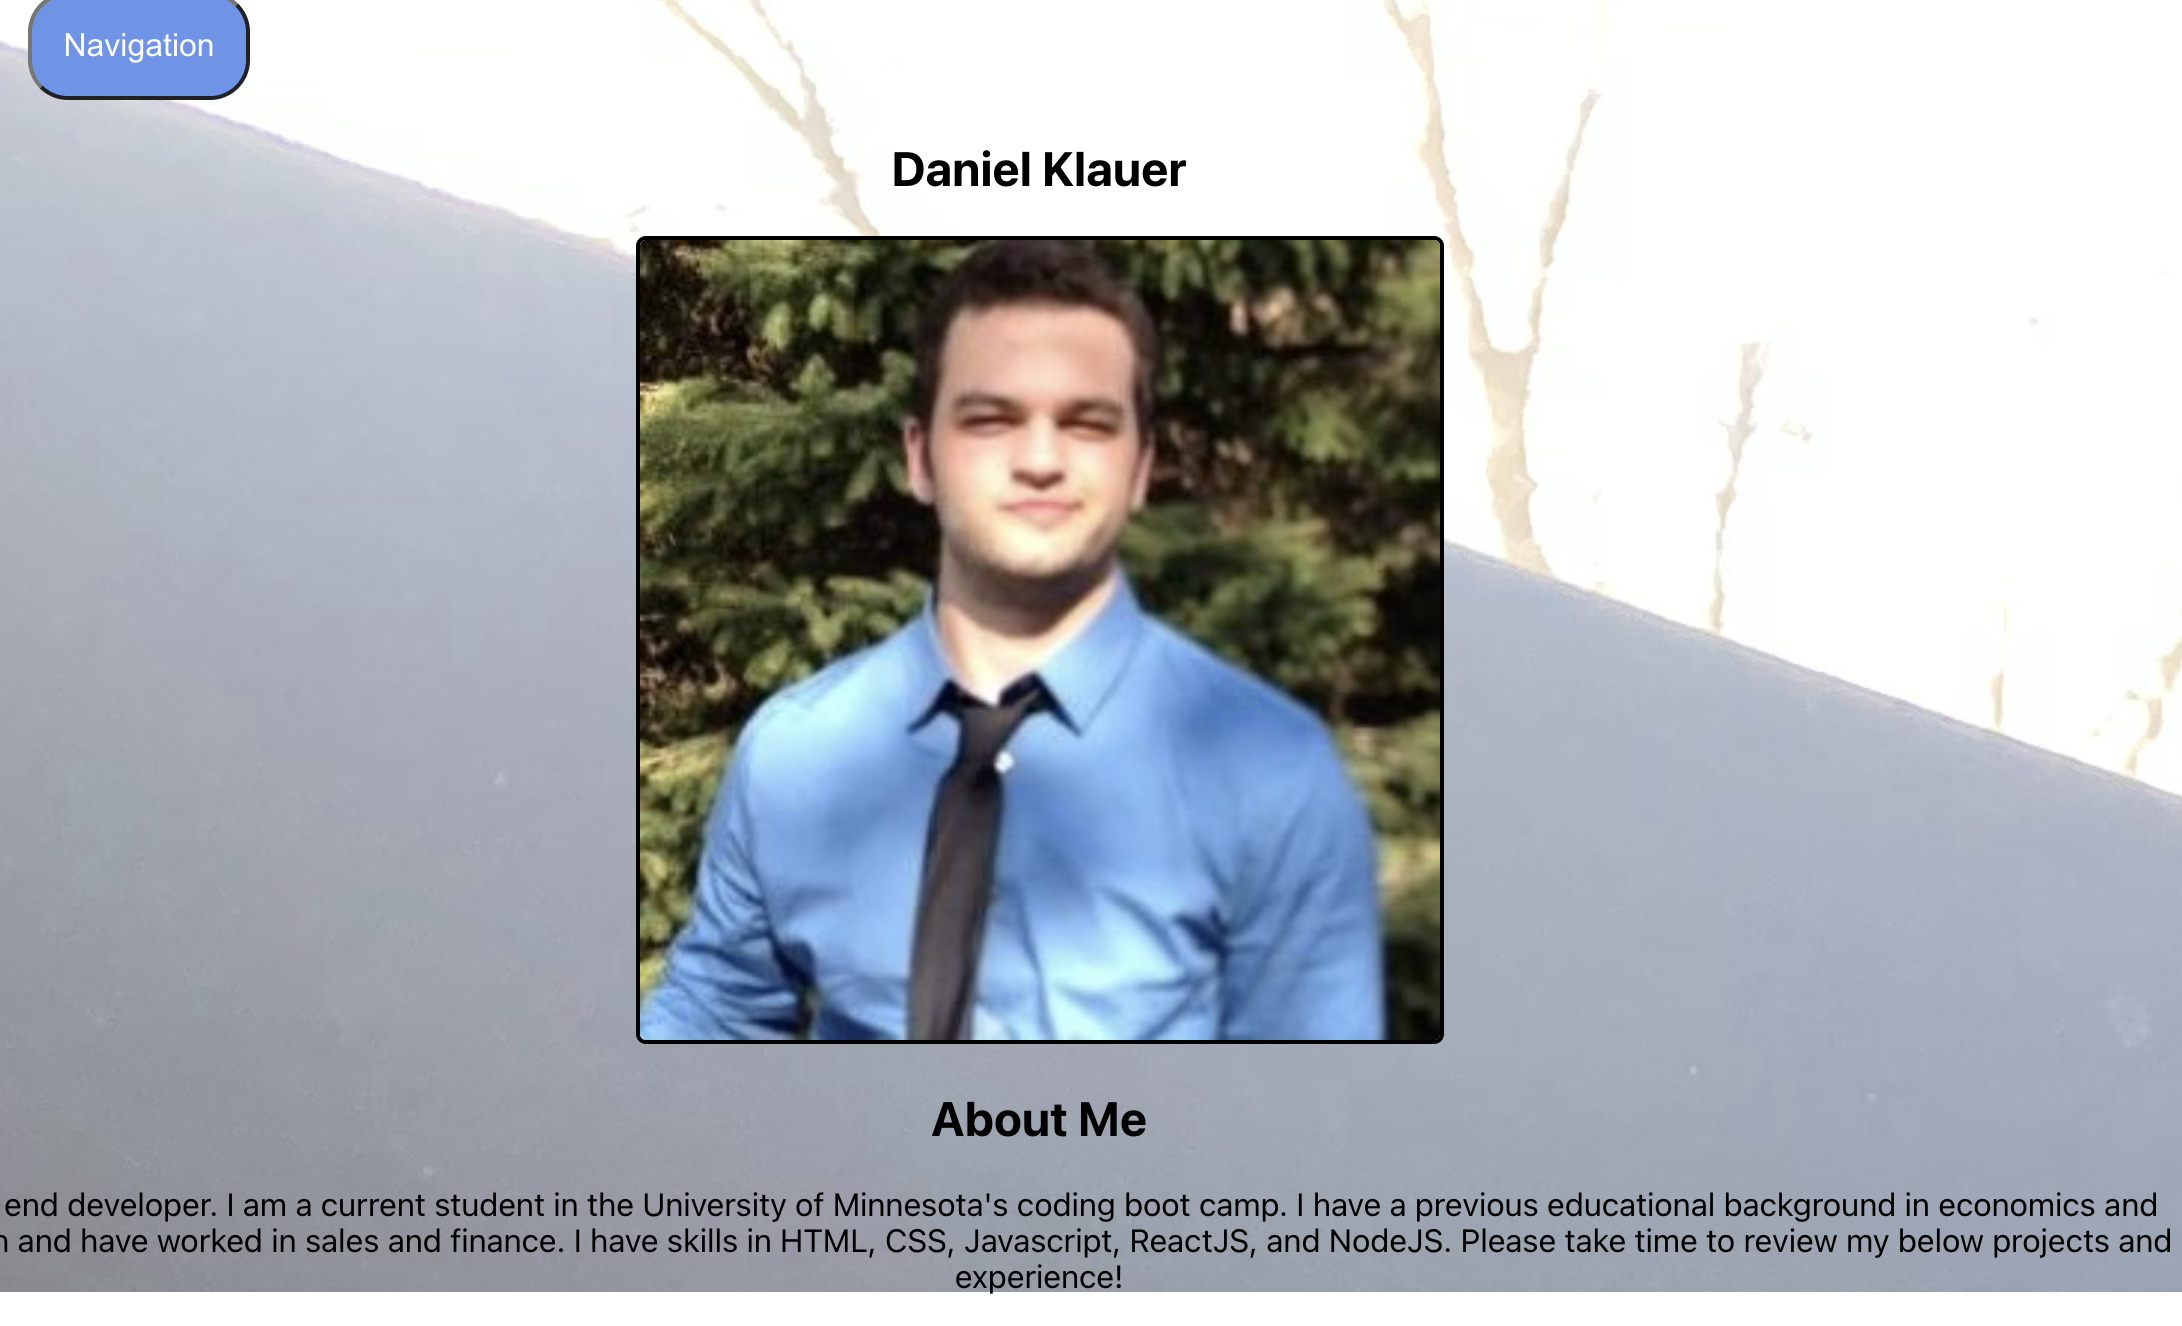 Navigation
Daniel Klauer
About Me
end developer. I am a current student in the University of Minnesota's coding boot camp. I have a previous educational background in economics and
and have worked in sales and finance. I have skills in HTML, CSS, Javascript, ReactJS, and NodeJS. Please take time to review my below projects and
experience!